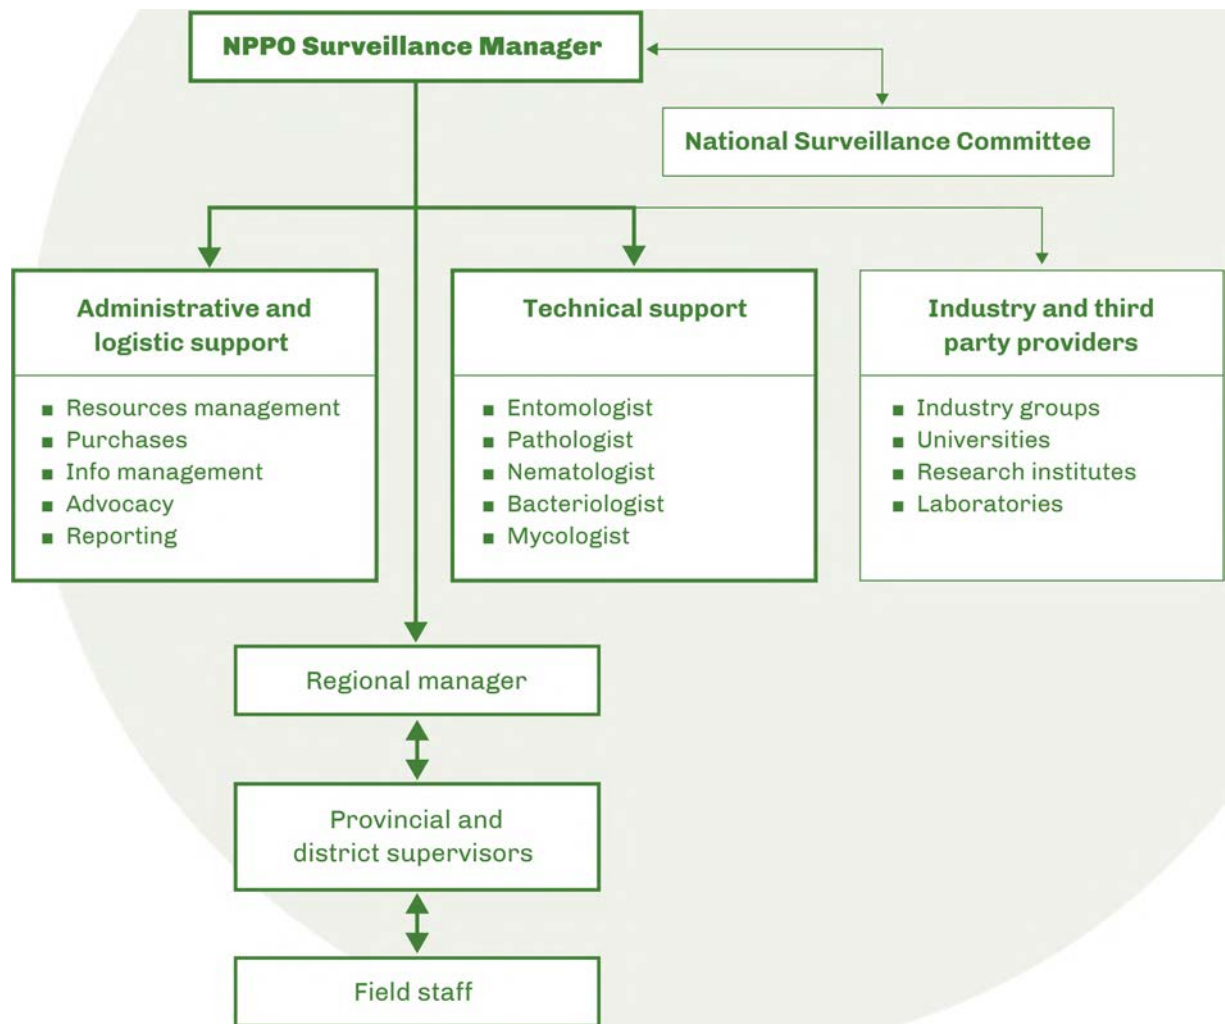 NPPO Surveillance Manager
National Surveillance Committee
Administrative and
logistic support
■ Resources management
■ Purchases
■ Info management
■ Advocacy
■ Reporting
Technical support
■ Entomologist
■ Pathologist
■ Nematologist
■ Bacteriologist
■ Mycologist
Industry and third
party providers
■ Industry groups
■ Universities
■ Research institutes
■ Laboratories
Regional manager
Provincial and
district supervisors
Field staff